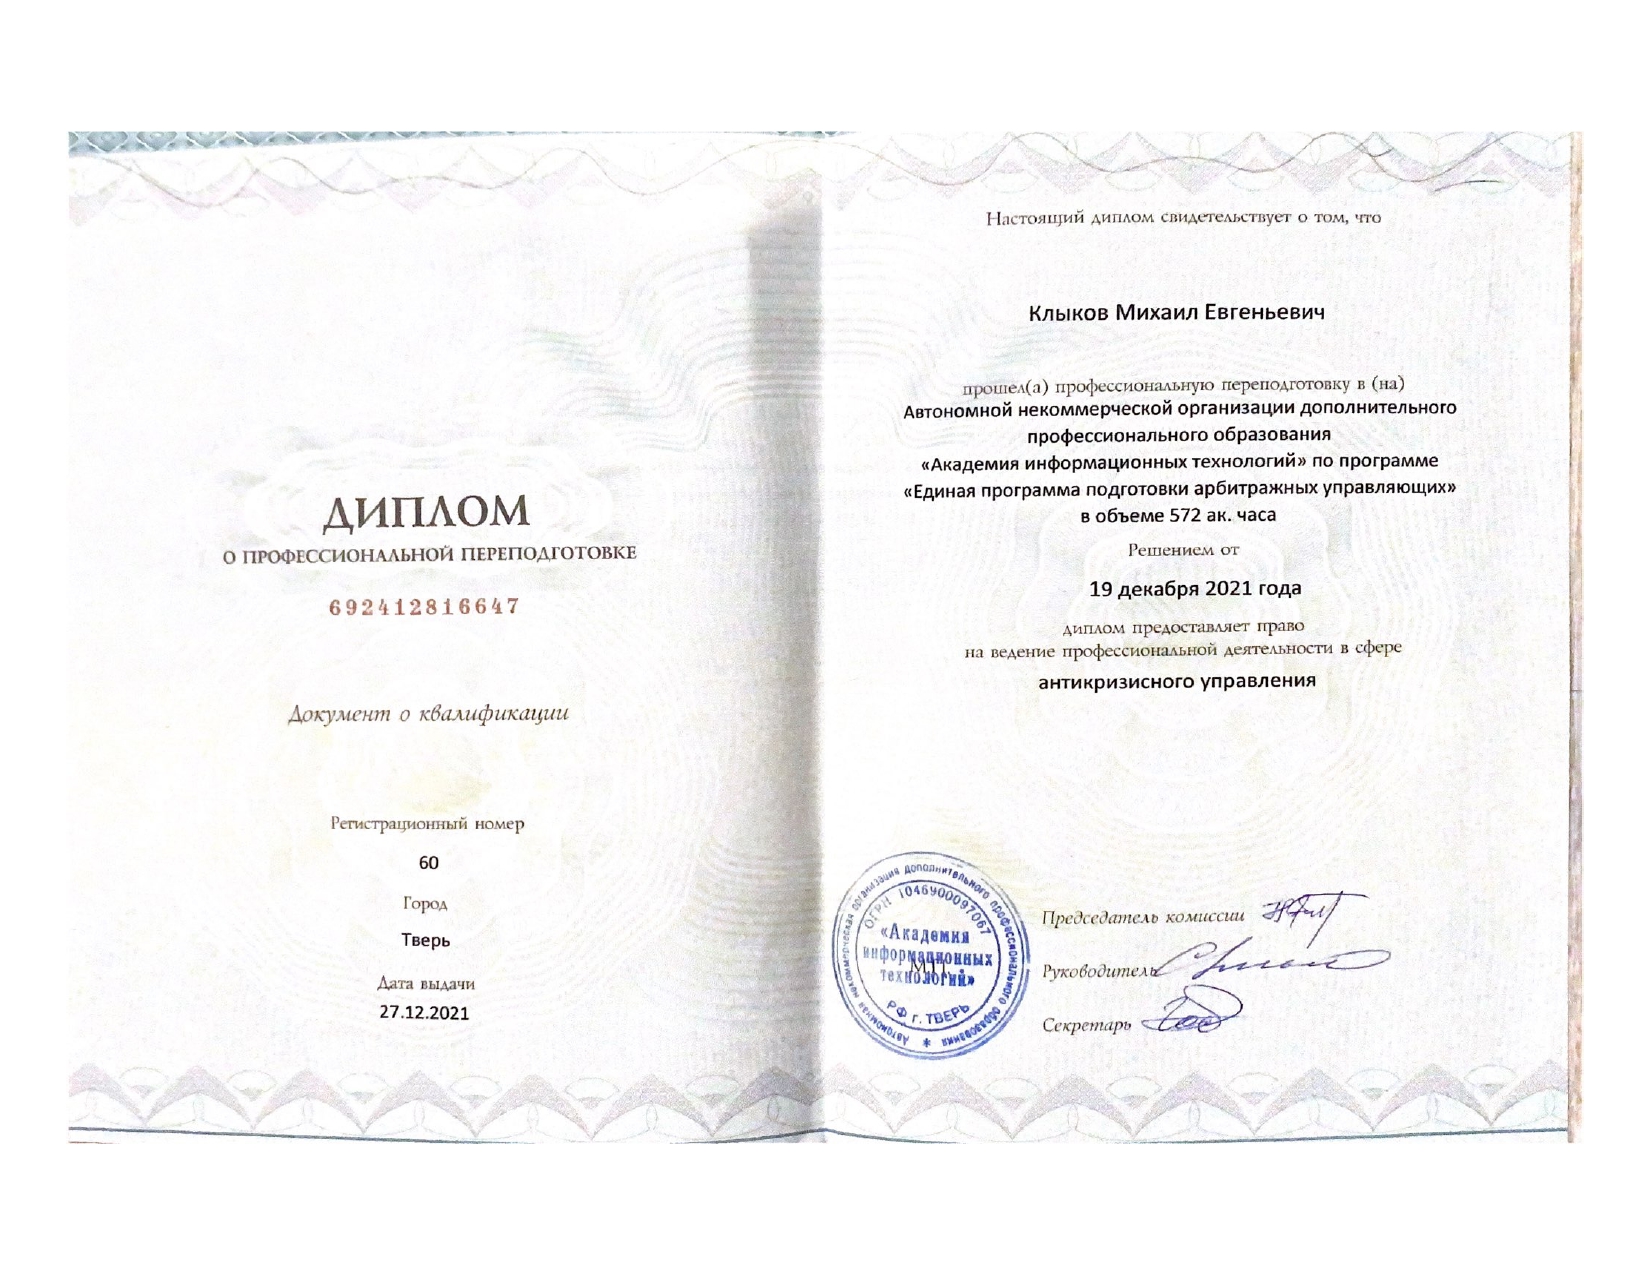 ДИПЛОМ
О ПРОФЕССИОНАЛЬНОЙ ПЕРЕПОДГОТОВКЕ
692412816647
Документ о квалификации
Регистрационный номер
60
Город
Тверь
Дата выдачи
27.12.2021
Настоящий диплом свидетельствует о том, что
Клыков Михаил Евгеньевич
прошел(а) профессиональную переподготовку в (на)
Автономной некоммерческой организации дополнительного
профессионального образования
«Академия информационных технологий» по программе
«Единая программа подготовки арбитражных управляющих»
в объеме 572 ак. часа
Решением от
19 декабря 2021 года
диплом предоставляет право
на ведение профессиональной деятельности в сфере
антикризисного управления
Председатель комиссии
Руководитель
Секретарь
М.П.
Автономная некоммерческая организация дополнительного профессионального образования
ОГРН 1046900097067
«Академия
информационных
технологий»
РФ г. ТВЕРЬ